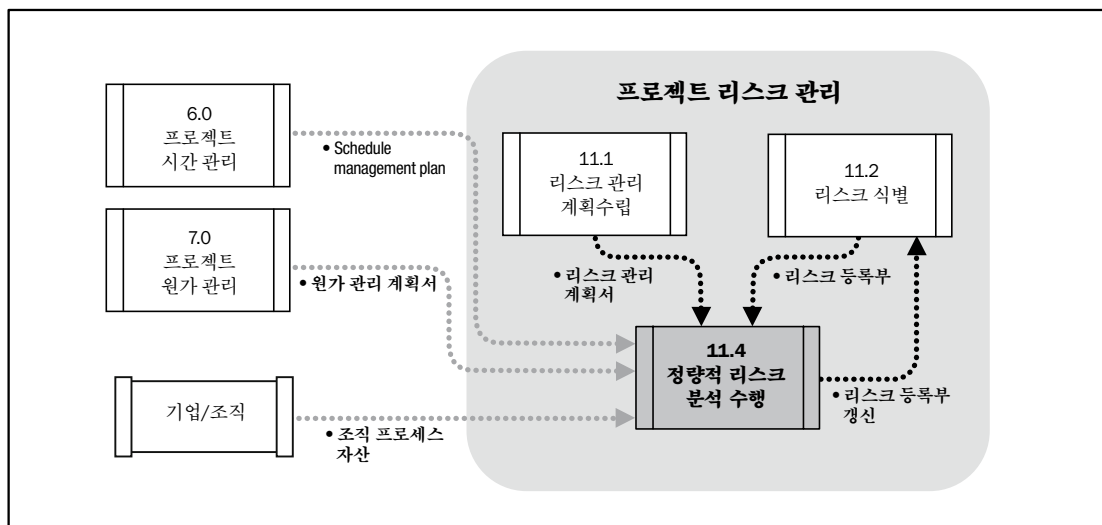 프로젝트 리스크 관리
6.0
프로젝트
시간 관리
• Schedule
management plan
11.1
리스크 관리
계획수립
11.2
리스크 식별
7.0
프로젝트
원가 관리
• 원가 관리 계획서
• 리스크 관리
계획서
• 리스크 등록부
11.4
정량적 리스크
분석 수행
• 리스크 등록부
갱신
기업/조직
• 조직 프로세스
자산